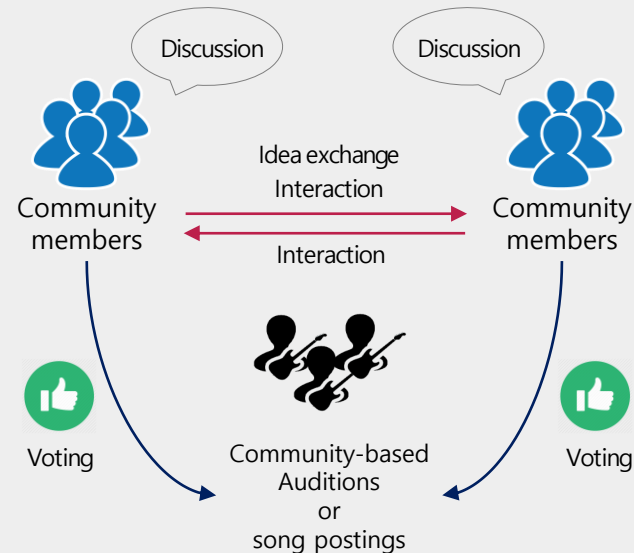 Discussion
Discussion
Idea exchange
Interaction
Community
members
Community
members
Interaction
Voting
Voting
Community-based
Auditions
or
song postings